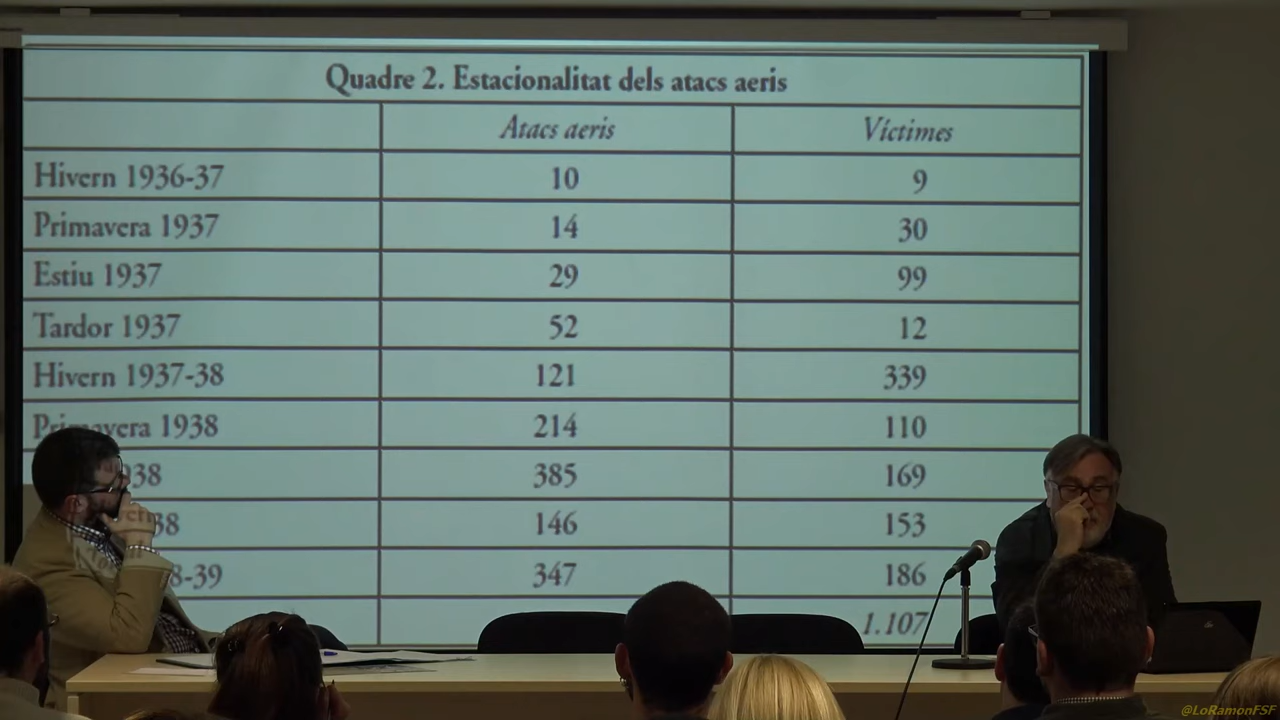 Quadre 2. Estacionalitat dels atacs aeris
Atacs aeris Víctimes
Hivern 1936-37 10 9
Primavera 1937 14 30
Estiu 1937 29 99
Tardor 1937 52 12
Hivern 1937-38 121 339
Primavera 1938 214 110
38 385 169
38 146 153
8-39 347 186
1.107
@LoRamonFSF